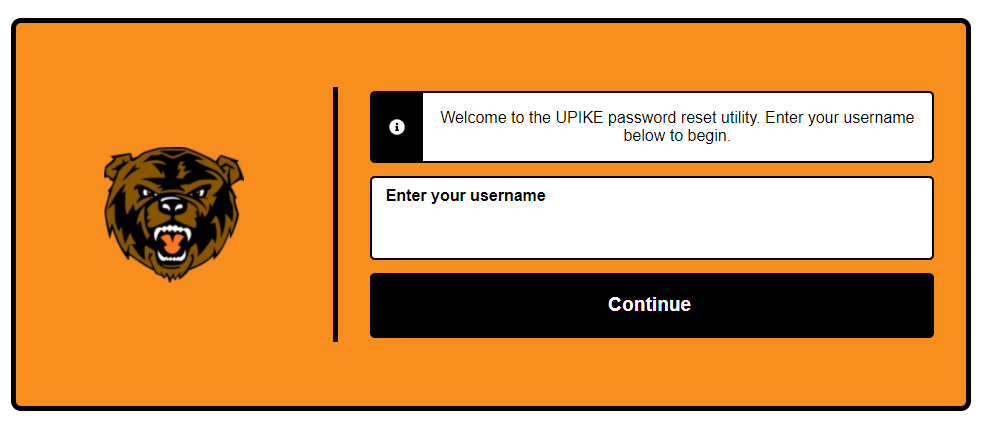 Welcome to the UPIKE password reset utility. Enter your username
below to begin.
Enter your username
Continue